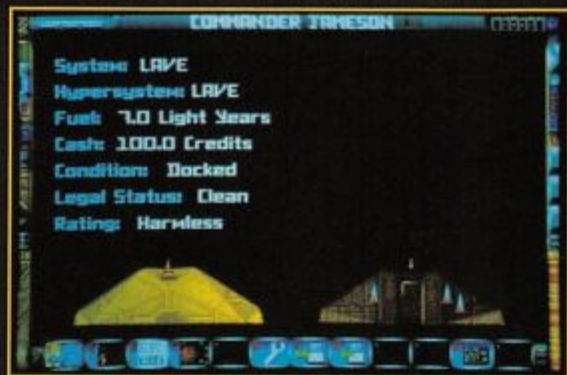 COMMANDER JAMESON
System: LAVE
Hypersystem: LAVE
Fuel: 7.0 Light Years
Cash: 100.0 Credits
Condition: Docked
Legal Status: Clean
Rating: Harmless